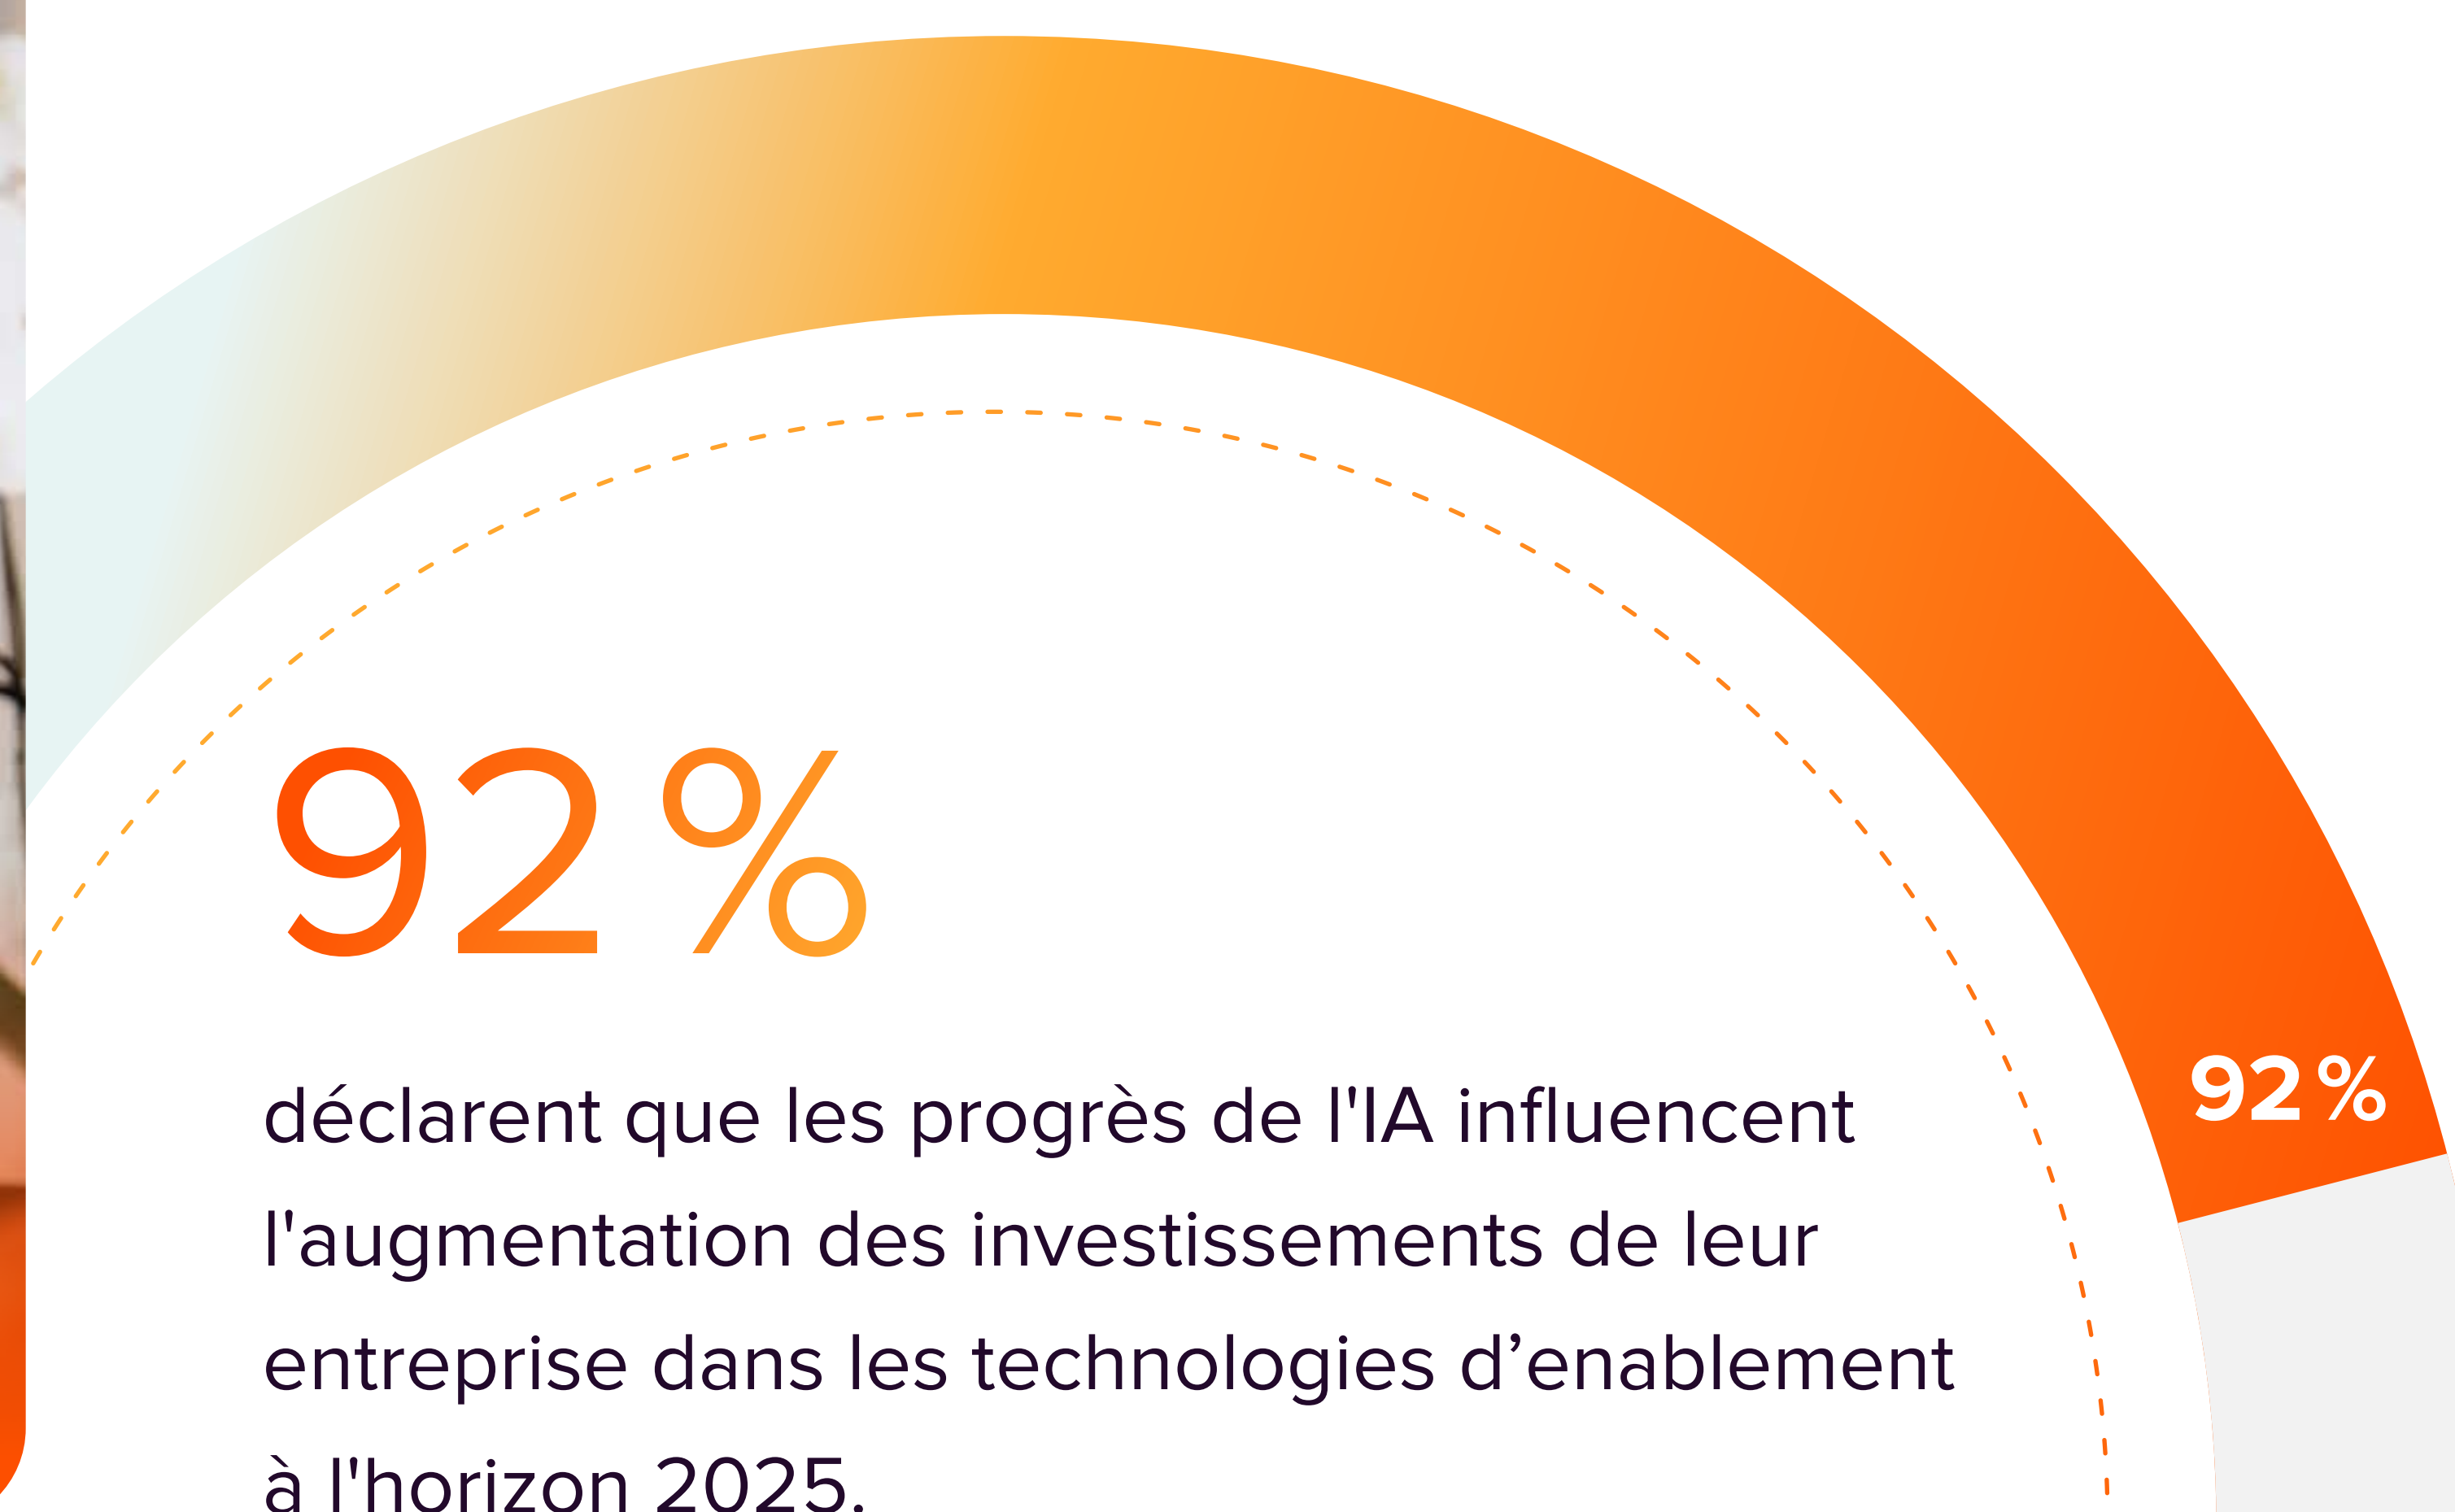 92 %
déclarent que les progrès de l'IA influencent
l'augmentation des investissements de leur
entreprise dans les technologies d’enablement
à l'horizon 2025.
92 %